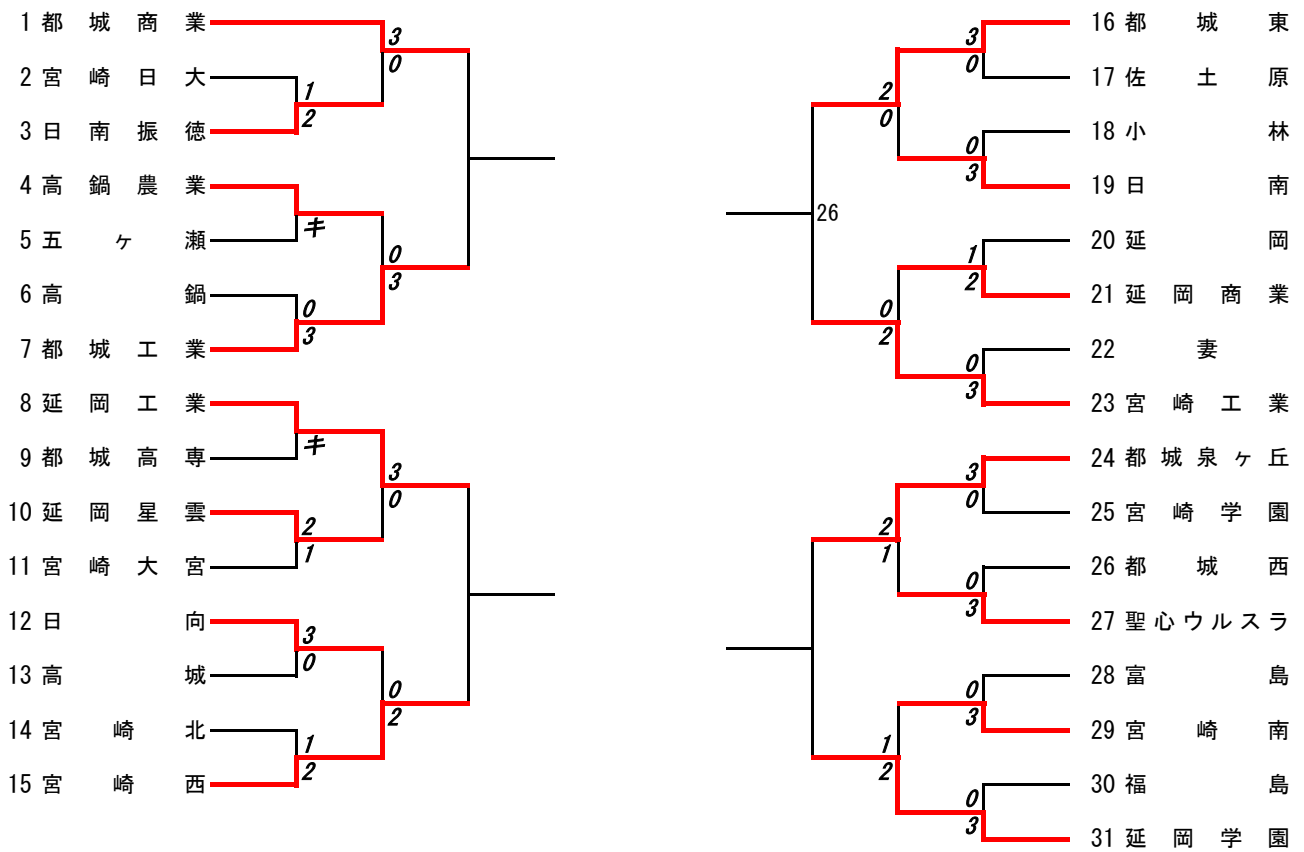 1 都城商業
3
0
2 宮崎日大
1
2
3 日南振徳
4 高鍋農業
キ
5 五ヶ瀬
0
3
6 高鍋
0
3
7 都城工業
8 延岡工業
キ
9 都城高専
3
0
10 延岡星雲
2
1
11 宮崎大宮
12 日向
3
0
13 高城
0
2
14 宮崎北
1
2
15 宮崎西
16 都城東
3
0
17 佐土原
2
0
18 小林
0
3
19 日南
26
20 延岡
1
2
21 延岡商業
0
2
22 妻
0
3
23 宮崎工業
24 都城泉ヶ丘
3
0
25 宮崎学園
2
1
26 都城西
0
3
27 聖心ウルスラ
28 富島
0
3
29 宮崎南
1
2
30 福島
0
3
31 延岡学園